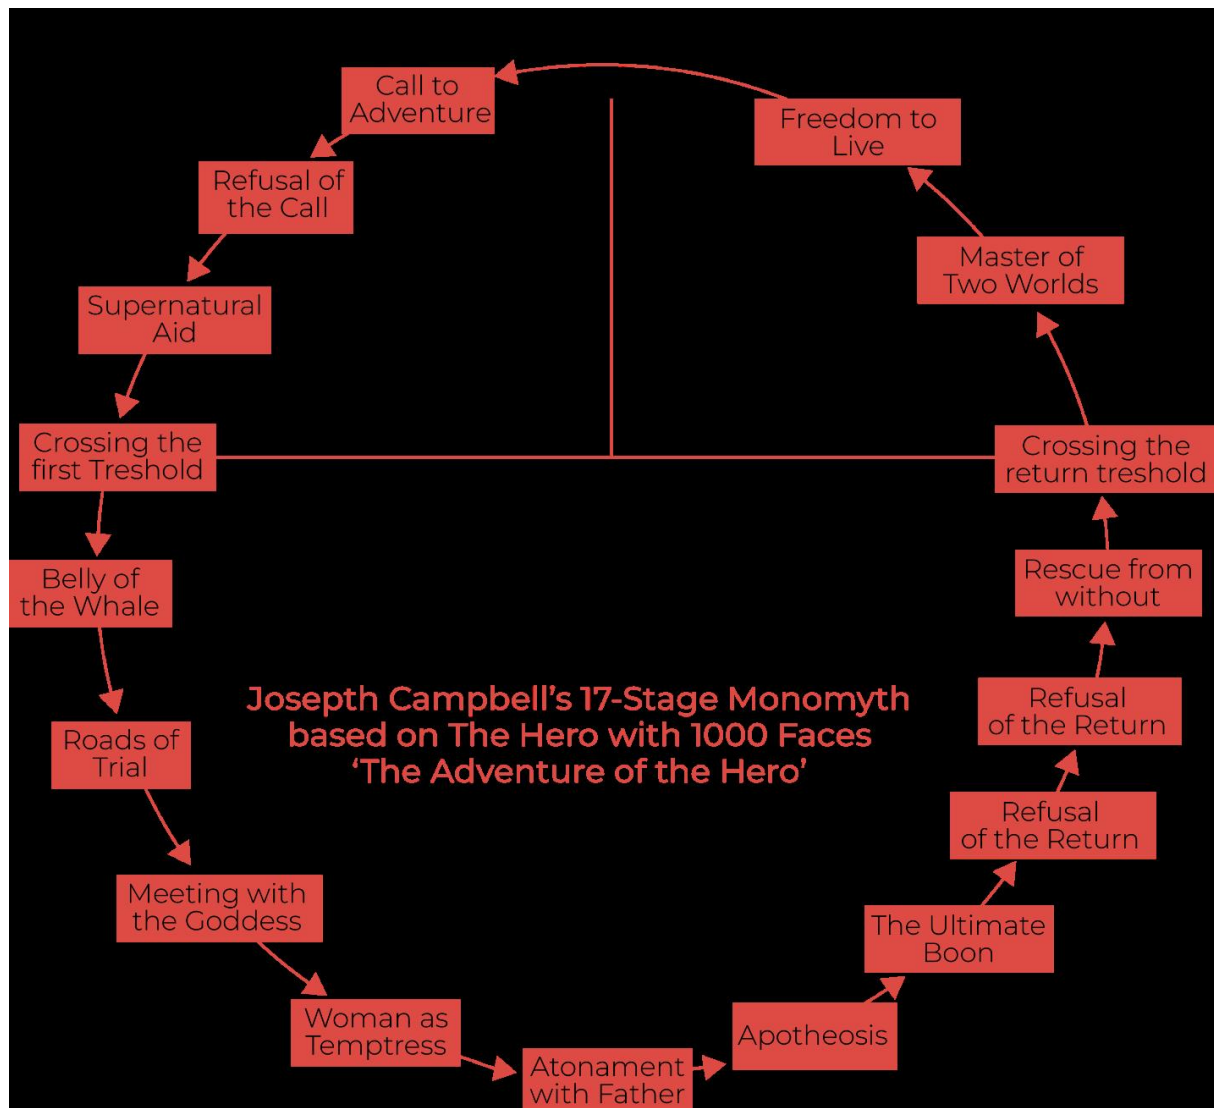 Call to
Adventure
Refusal of
the Call
Supernatural
Aid
Crossing the
first Treshold
Belly of
the Whale
Roads of
Trial
Meeting with
the Goddess
Woman as
Temptress
Atonament
with Father
Apotheosis
The Ultimate
Boon
Refusal
of the Return
Refusal
of the Return
Rescue from
without
Crossing the
return treshold
Master of
Two Worlds
Freedom to
Live
Josepth Campbell’s 17-Stage Monomyth
based on The Hero with 1000 Faces
‘The Adventure of the Hero’